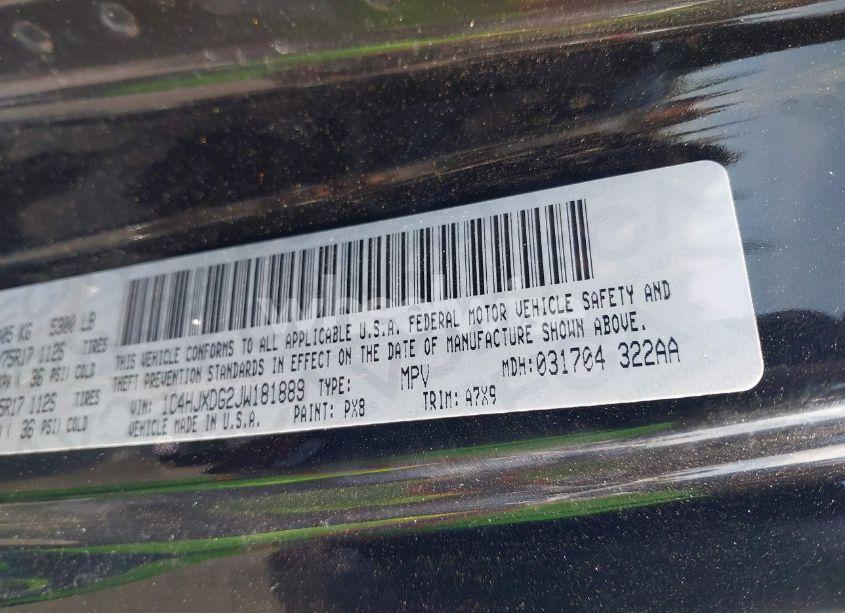 05 KG 5300 LB
75R17 112S TIRES
36 PSI) COLD
5R17 112S TIRES
( 36 PSI) COLD
THIS VEHICLE CONFORMS TO ALL APPLICABLE U.S.A. FEDERAL MOTOR VEHICLE SAFETY AND
THEFT PREVENTION STANDARDS IN EFFECT ON THE DATE OF MANUFACTURE SHOWN ABOVE.
VIN: 1C4HJXDG2JW181889 TYPE: MPV MDH:031704 322AA
VEHICLE MADE IN U.S.A. PAINT: PX8 TRIM: A7X9